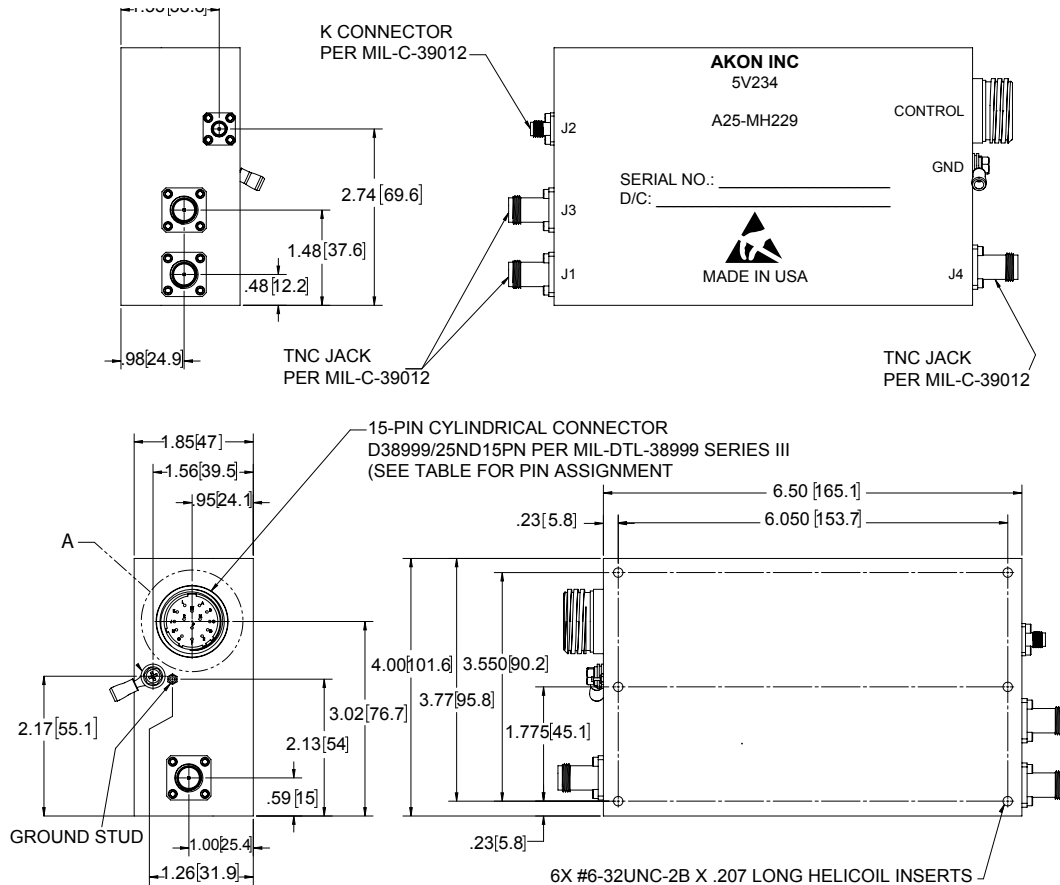 K CONNECTOR
PER MIL-C-39012
2.74 [69.6]
1.48[37.6]
.48[12.2]
.98[24.9]
TNC JACK
PER MIL-C-39012
AKON INC
5V234
A25-MH229
CONTROL
GND
J2
J3
J1
J4
SERIAL NO.:
D/C:
MADE IN USA
TNC JACK
PER MIL-C-39012
15-PIN CYLINDRICAL CONNECTOR
D38999/25ND15PN PER MIL-DTL-38999 SERIES III
(SEE TABLE FOR PIN ASSIGNMENT
1.85[47]
1.56[39.5]
.95[24.1]
A
2.17[55.1]
3.02[76.7]
2.13[54]
.59[15]
GROUND STUD
1.00[25.4]
1.26[31.9]
6.50 [165.1]
.23[5.8]
6.050 [153.7]
4.00[101.6]
3.550[90.2]
3.77[95.8]
1.775[45.1]
.23[5.8]
6X #6-32UNC-2B X .207 LONG HELICOIL INSERTS